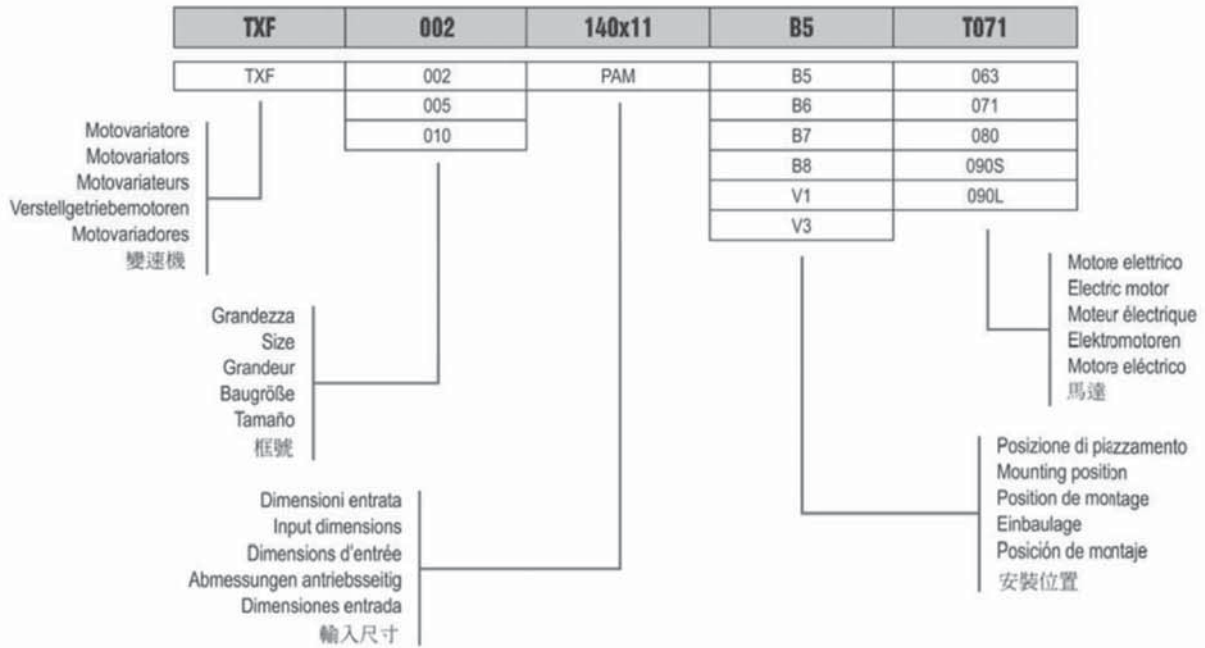 TXF 002 140x11 B5 T071
TXF 002 PAM B5 063
005 B6 071
010 B7 080
B8 090S
V1 090L
V3
Motovariatore
Motovariators
Motovariateurs
Verstellgetriebemotoren
Motovariadores
變速機
Grandezza
Size
Grandeur
Baugröße
Tamaño
框號
Dimensioni entrata
Input dimensions
Dimensions d'entrée
Abmessungen antriebsseitig
Dimensiones entrada
輸入尺寸
Motore elettrico
Electric motor
Moteur électrique
Elektromotoren
Motore eléctrico
馬達
Posizione di piazzamento
Mounting position
Position de montage
Einbaulage
Posición de montaje
安裝位置